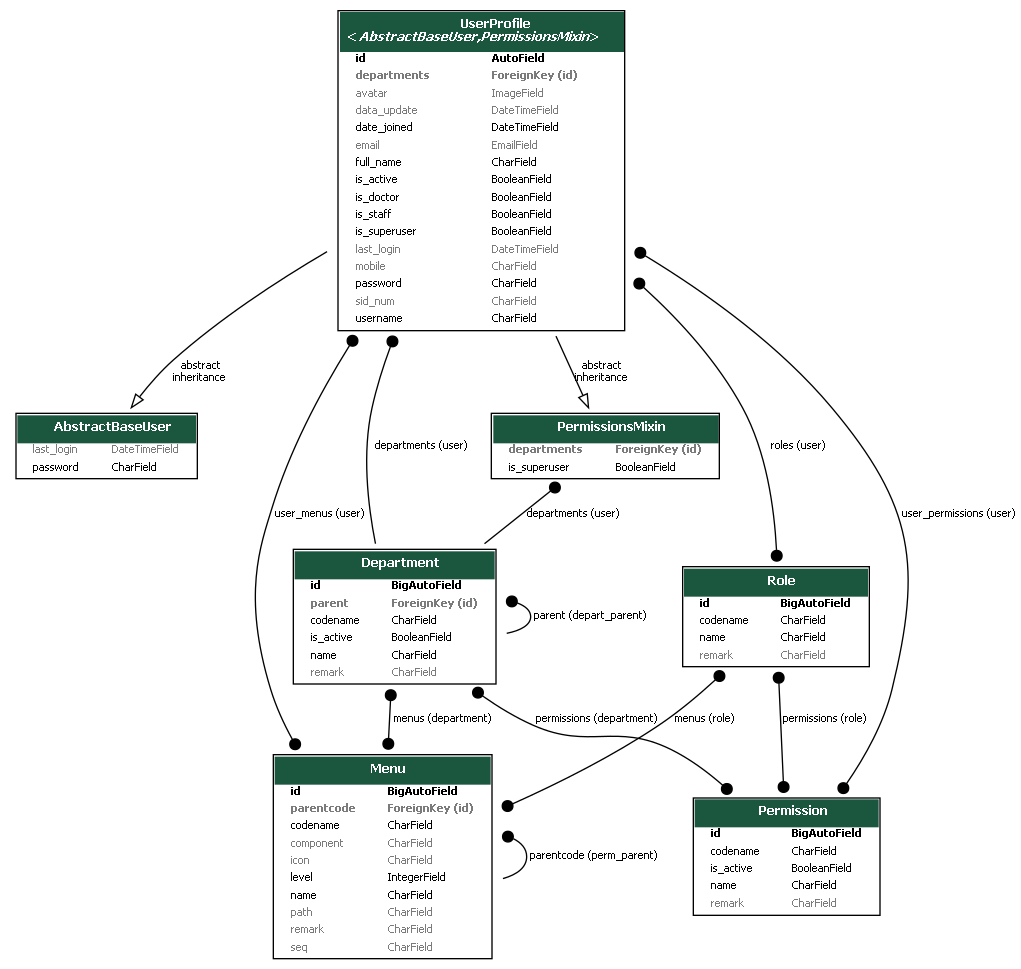 UserProfile
< AbstractBaseUser,PermissionsMixin>
id AutoField
departments ForeignKey (id)
avatar ImageField
data_update DateTimeField
date_joined DateTimeField
email EmailField
full_name CharField
is_active BooleanField
is_doctor BooleanField
is_staff BooleanField
is_superuser BooleanField
last_login DateTimeField
mobile CharField
password CharField
sid_num CharField
username CharField
abstract
inheritance
abstract
inheritance
AbstractBaseUser
last_login DateTimeField
password CharField
departments (user)
PermissionsMixin
departments ForeignKey (id)
is_superuser BooleanField
roles (user)
user_menus (user)
departments (user)
user_permissions (user)
Department
id BigAutoField
parent ForeignKey (id)
codename CharField
is_active BooleanField
name CharField
remark CharField
parent (depart_parent)
Role
id BigAutoField
codename CharField
name CharField
remark CharField
menus (department)
permissions (department)
menus (role)
permissions (role)
Menu
id BigAutoField
parentcode ForeignKey (id)
codename CharField
component CharField
icon CharField
level IntegerField
name CharField
path CharField
remark CharField
seq CharField
parentcode (perm_parent)
Permission
id BigAutoField
codename CharField
is_active BooleanField
name CharField
remark CharField